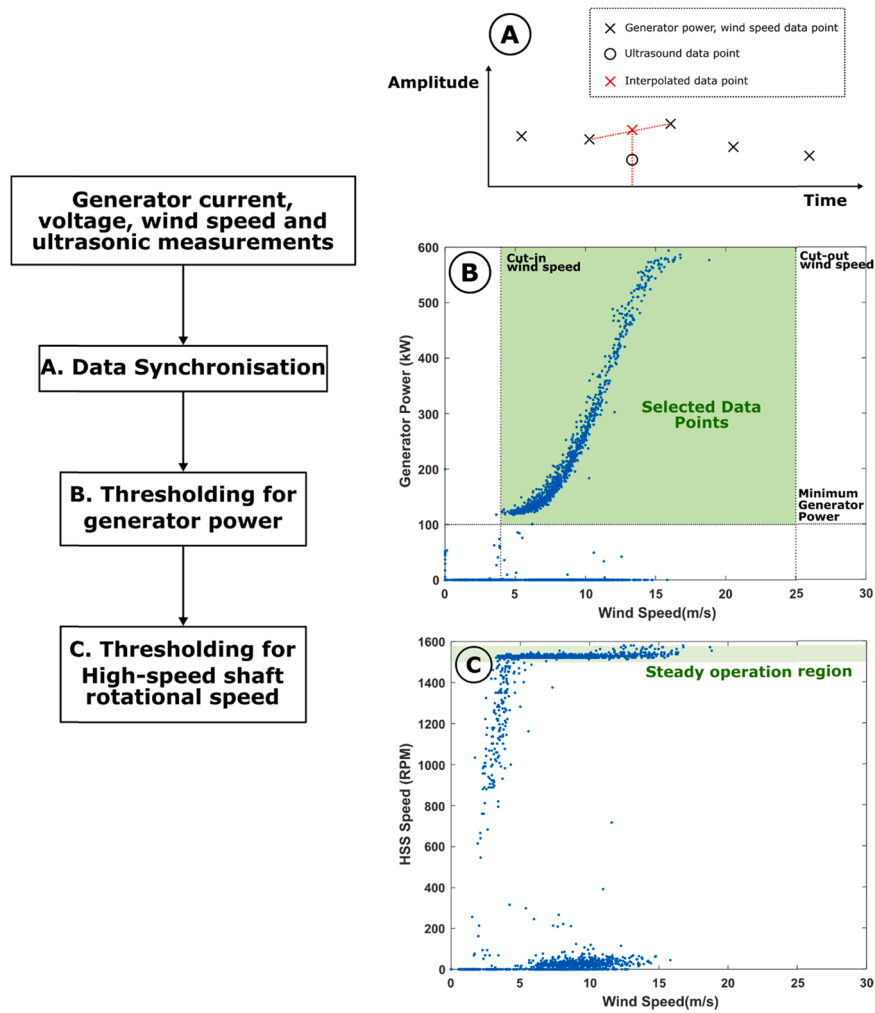 Generator current,
voltage, wind speed and
ultrasonic measurements
A. Data Synchronisation
B. Thresholding for
generator power
C. Thresholding for
High-speed shaft
rotational speed
A
Generator power, wind speed data point
Ultrasound data point
Interpolated data point
Amplitude
Time
B
Cut-in
wind speed
Cut-out
wind speed
Selected Data
Points
Minimum
Generator
Power
Generator Power (kW)
600
500
400
300
200
100
0
0
5
10
15
20
25
30
Wind Speed(m/s)
C
Steady operation region
HSS Speed (RPM)
1600
1400
1200
1000
800
600
400
200
0
0
5
10
15
20
25
30
Wind Speed(m/s)